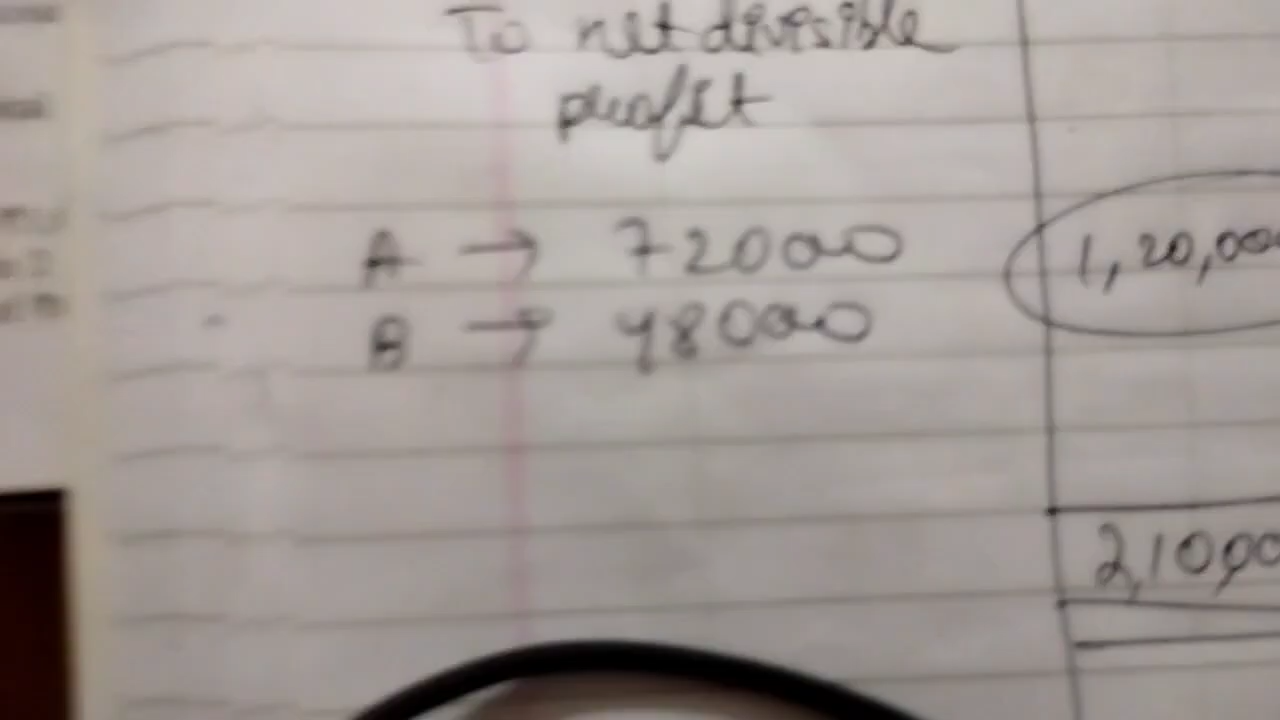 To net divisible
profit
A → 72000
B → 48000
1,20,00
2,100